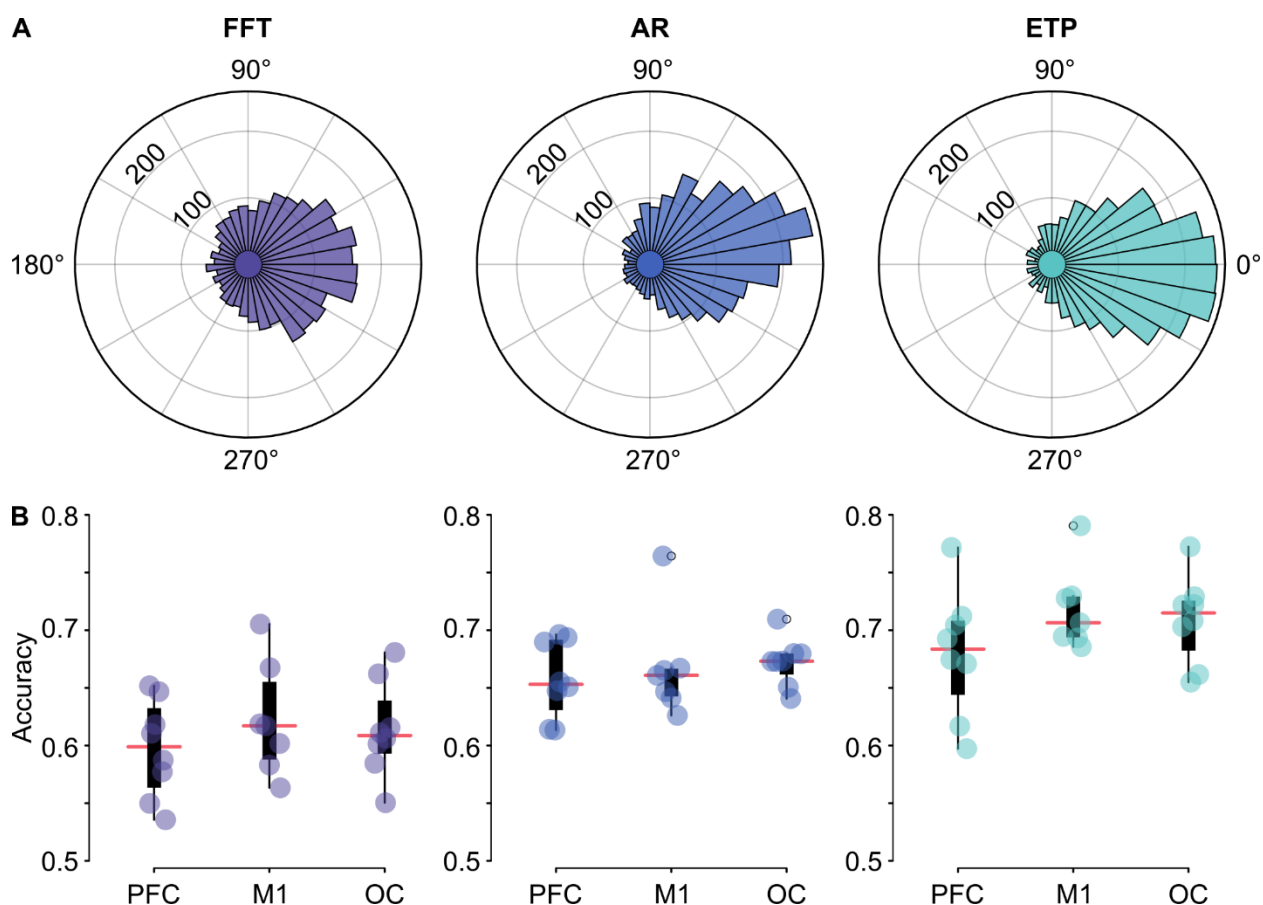 A FFT AR ETP
90° 90° 90°
200 200 200
100 100 100
180° 0°
270° 270° 270°
B 0.8 0.8 0.8
0.7 0.7 0.7
Accuracy
0.6 0.6 0.6
0.5 0.5 0.5
PFC M1 OC PFC M1 OC PFC M1 OC